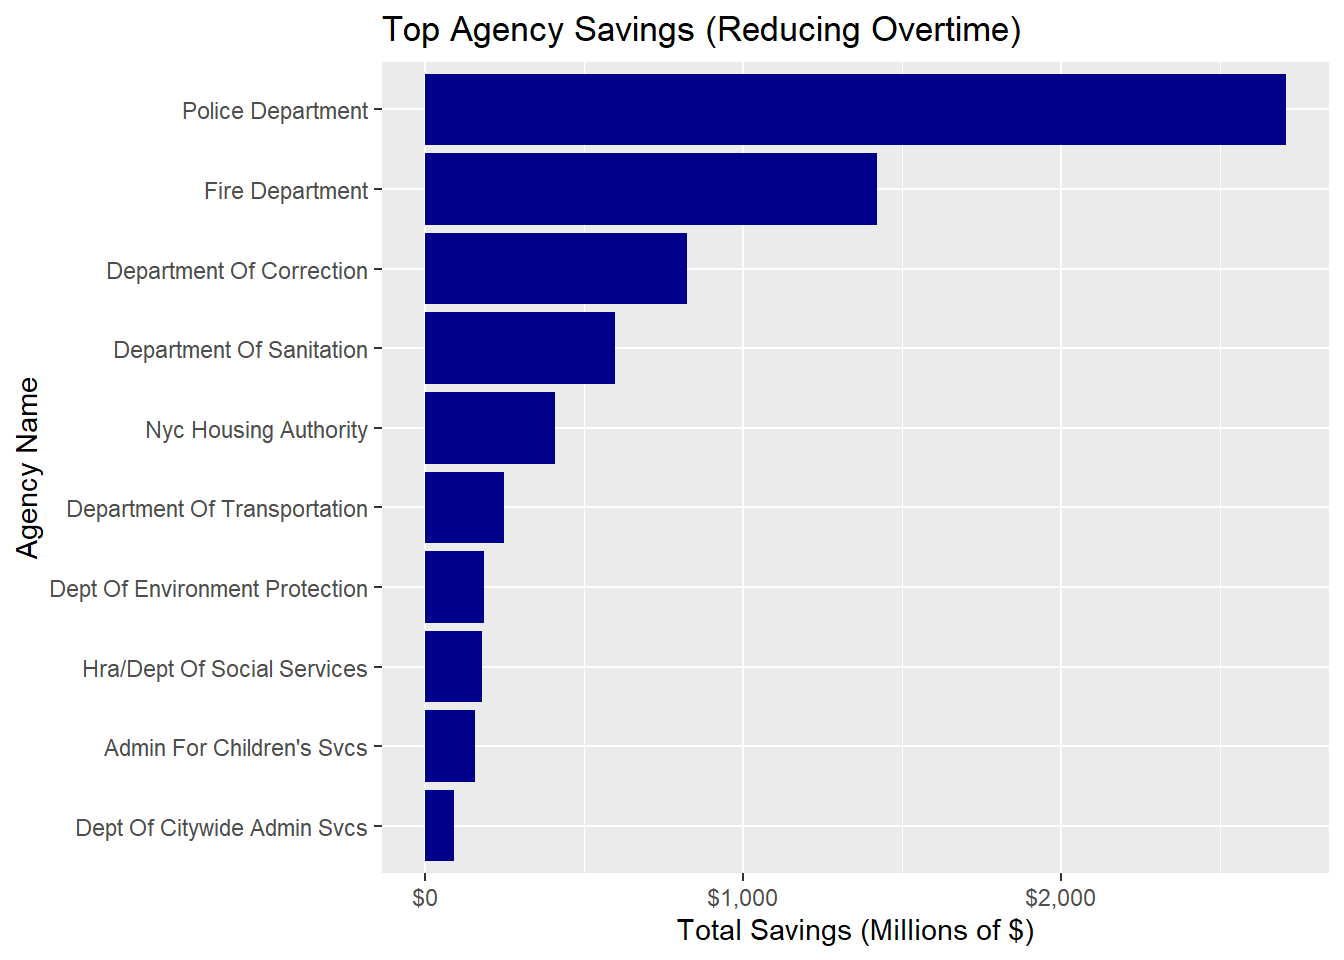 Top Agency Savings (Reducing Overtime)
Agency Name
Police Department
Fire Department
Department Of Correction
Department Of Sanitation
Nyc Housing Authority
Department Of Transportation
Dept Of Environment Protection
Hra/Dept Of Social Services
Admin For Children's Svcs
Dept Of Citywide Admin Svcs
$0 $1,000 $2,000
Total Savings (Millions of $)